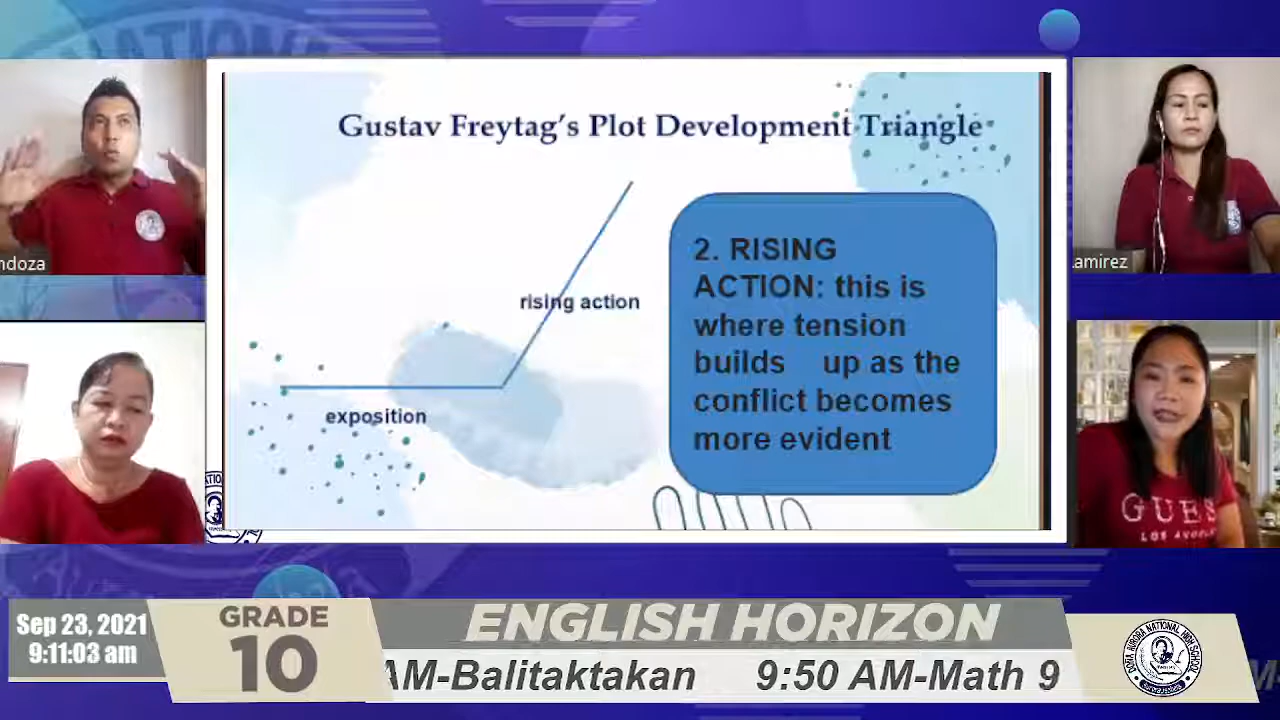 NATIONAL
Gustav Freytag's Plot Development Triangle
ndoza
amirez
2. RISING
ACTION: this is
where tension
builds up as the
conflict becomes
more evident
rising action
exposition
GUES
LOS ANGELES
Sep 23, 2021
9:11:03 am
GRADE
10
ENGLISH HORIZON
AM-Balitaktakan 9:50 AM-Math 9